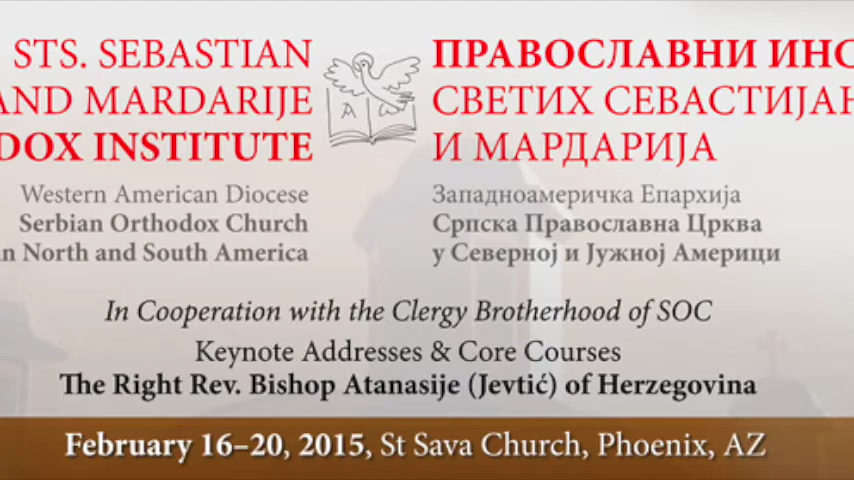 STS. SEBASTIAN
AND MARDARIJE
DOX INSTITUTE
Western American Diocese
Serbian Orthodox Church
in North and South America
Α Ω
ПРАВОСЛАВНИ ИНС
СВЕТИХ СЕВАСТИЈАН
И МАРДАРИЈА
Западноамеричка Епархија
Српска Православна Црква
у Северној и Јужној Америци
In Cooperation with the Clergy Brotherhood of SOC
Keynote Addresses & Core Courses
The Right Rev. Bishop Atanasije (Jevtić) of Herzegovina
February 16–20, 2015, St Sava Church, Phoenix, AZ